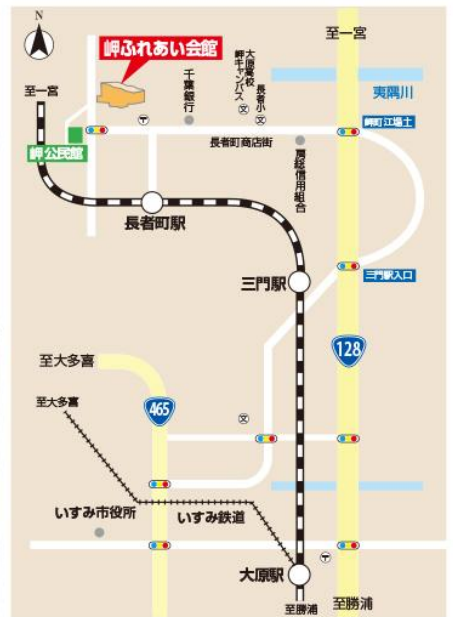 N
岬ふれあい会館
至一宮
至一宮
千葉銀行
大原高校
岬キャンパス
長者小
夷隅川
岬町江場土
長者町商店街
岬公民館
房総信用組合
長者町駅
三門駅
三門駅入口
128
至大多喜
至大多喜
465
いすみ市役所
いすみ鉄道
大原駅
至勝浦
至勝浦